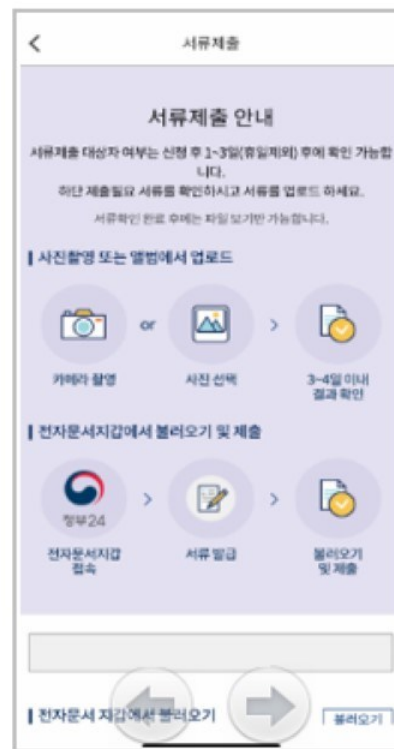 서류제출
서류제출 안내
서류제출 대상자 여부는 신청 후 1~3일(휴일제외) 후에 확인 가능합
니다.
하단 제출필요 서류를 확인하시고 서류를 업로드 하세요.
서류확인 완료 후에는 파일 보기만 가능합니다.
사진촬영 또는 앨범에서 업로드
or
카메라 촬영
사진 선택
3~4일 이내
결과 확인
전자문서지갑에서 불러오기 및 제출
정부24
전자문서지갑
접속
서류 발급
불러오기
및 제출
전자문서 지갑에서 불러오기
불러오기